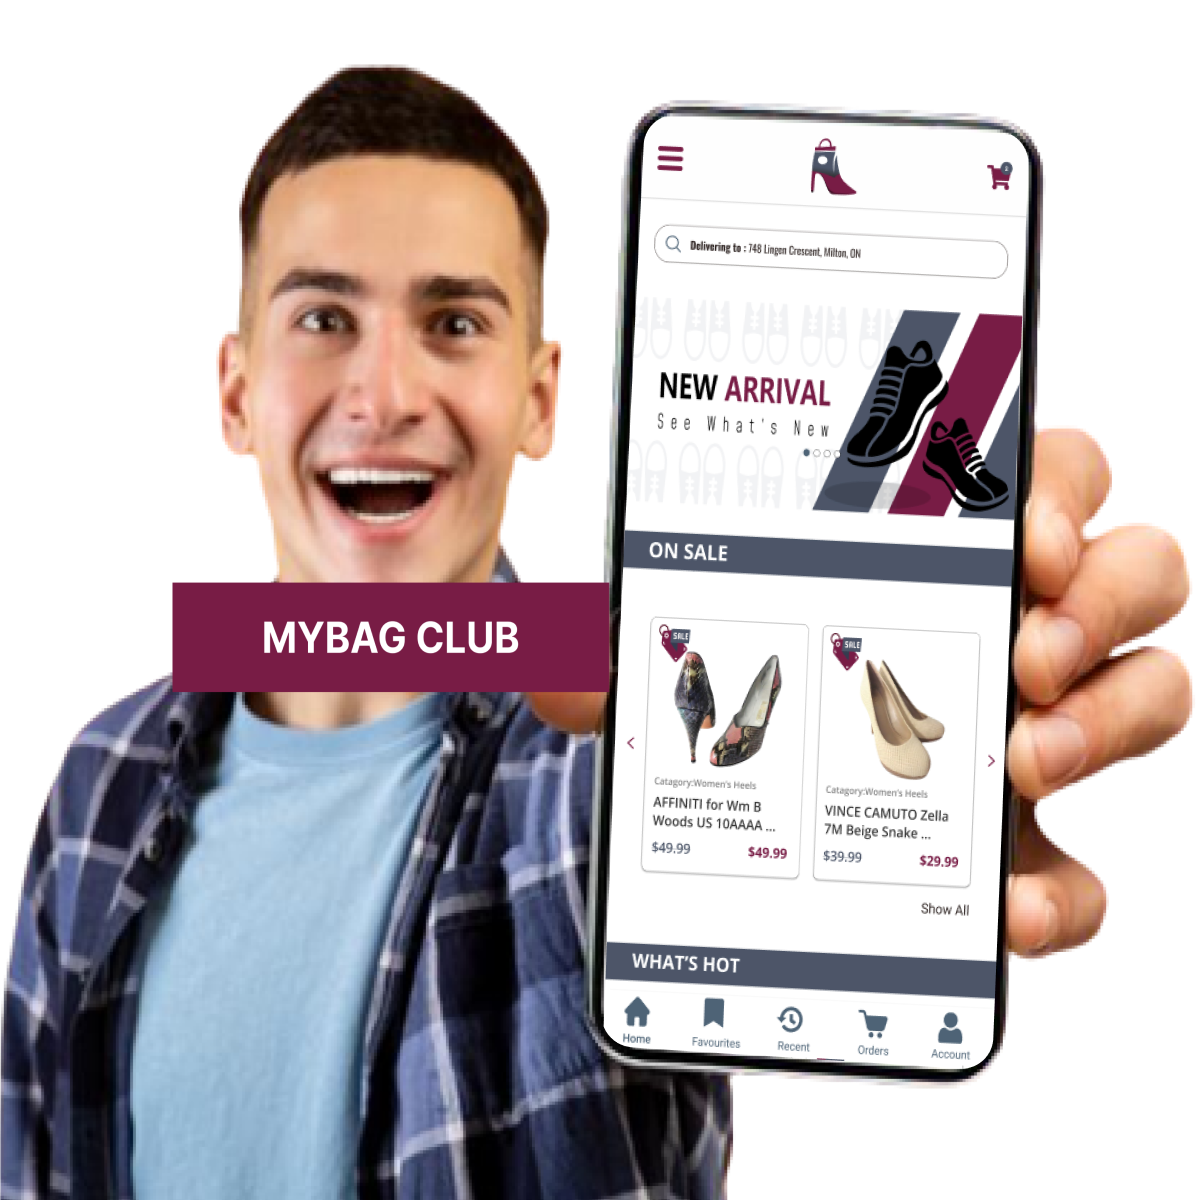 Delivering to : 748 Lingen Crescent, Milton, ON
NEW ARRIVAL
See What's New
ON SALE
MYBAG CLUB
SALE
SALE
Catagory:Women's Heels
AFFINITI for Wm B
Woods US 10AAAA ...
$49.99 $49.99
Catagory:Women's Heels
VINCE CAMUTO Zella
7M Beige Snake ...
$39.99 $29.99
Show All
WHAT'S HOT
Home
Favourites
Recent
Orders
Account